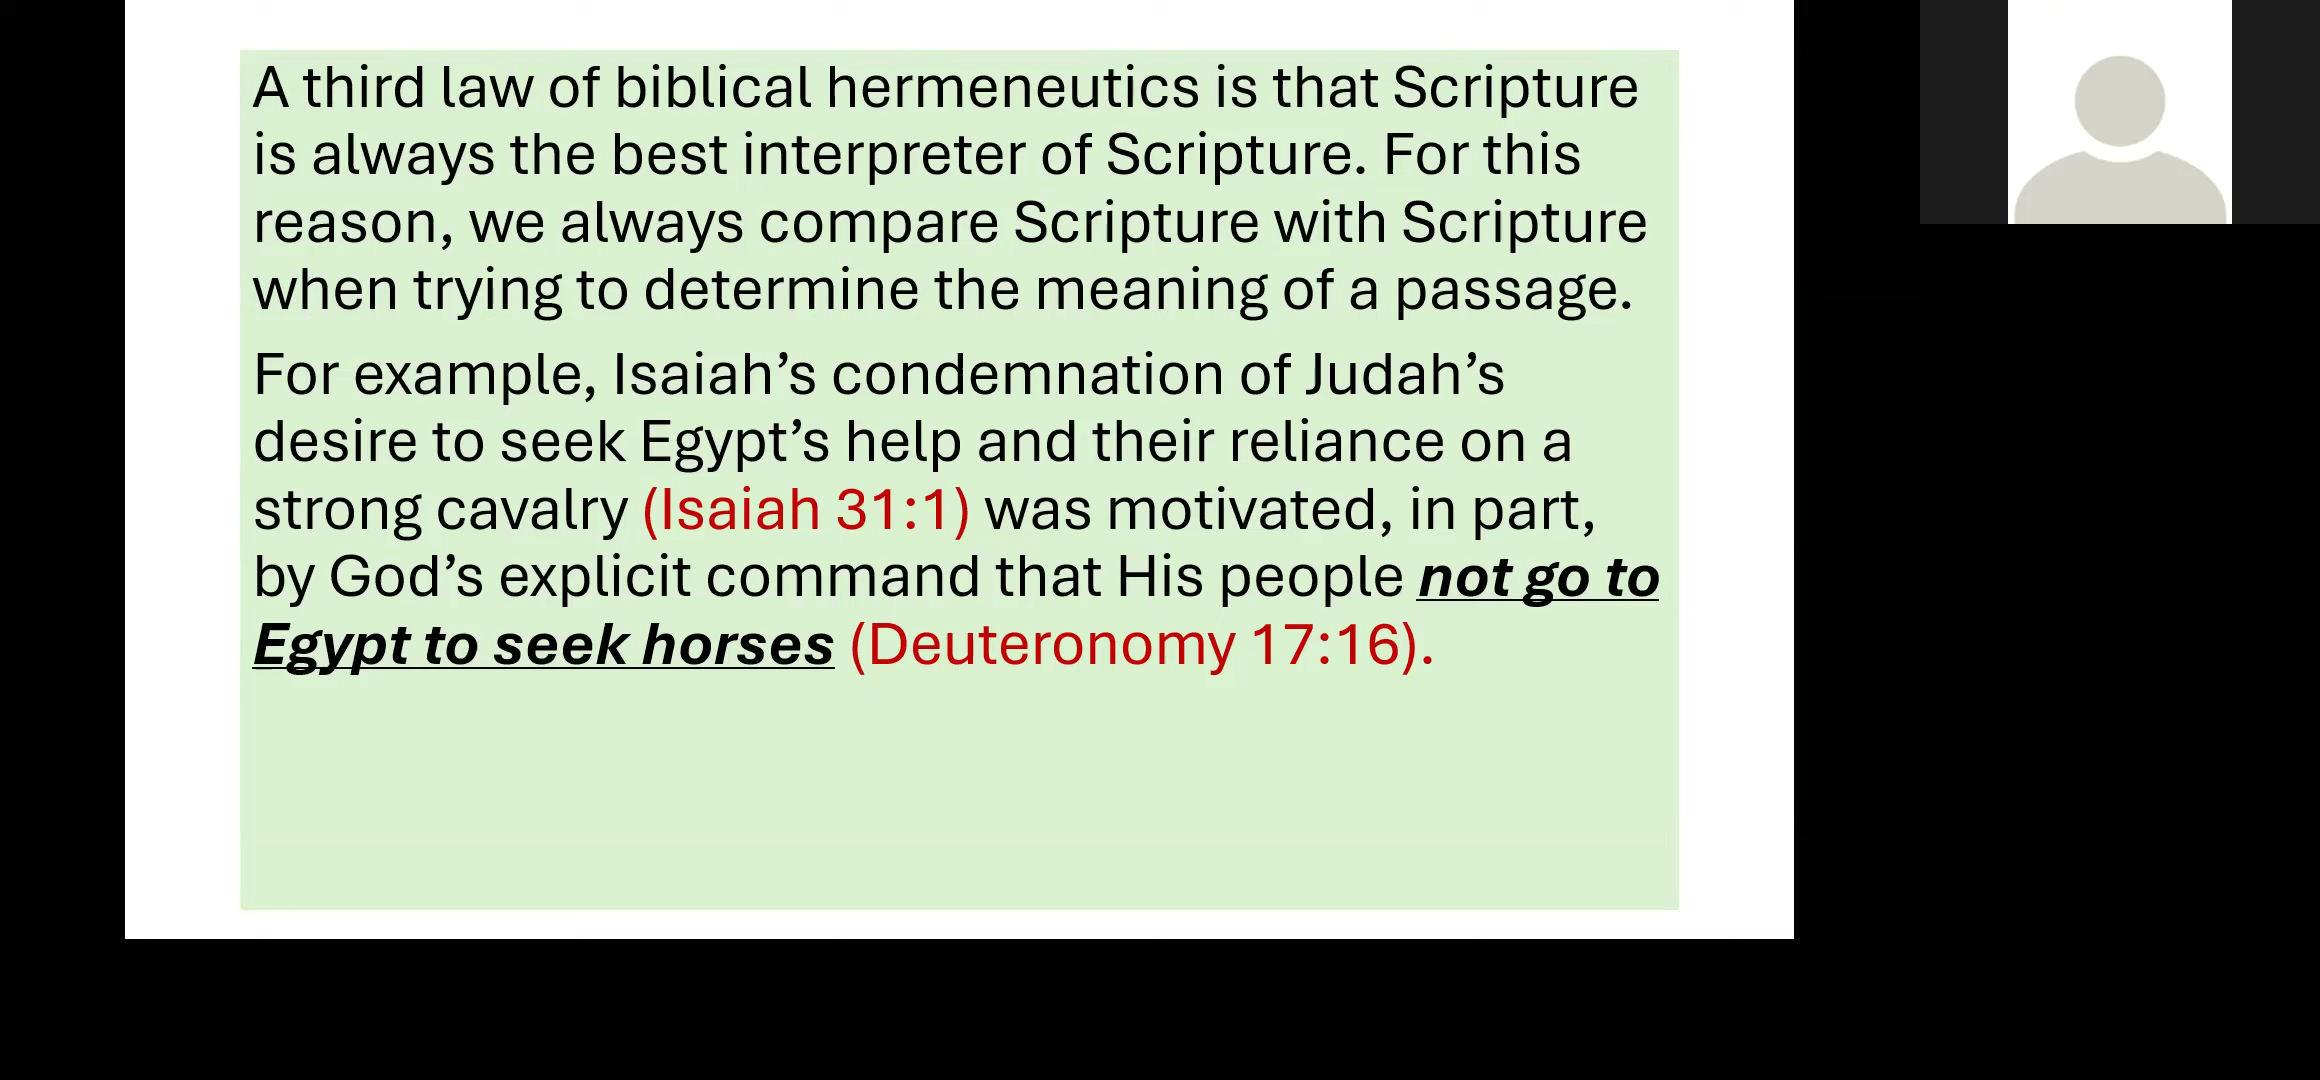 A third law of biblical hermeneutics is that Scripture
is always the best interpreter of Scripture. For this
reason, we always compare Scripture with Scripture
when trying to determine the meaning of a passage.
For example, Isaiah’s condemnation of Judah’s
desire to seek Egypt’s help and their reliance on a
strong cavalry (Isaiah 31:1) was motivated, in part,
by God’s explicit command that His people not go to
Egypt to seek horses (Deuteronomy 17:16).